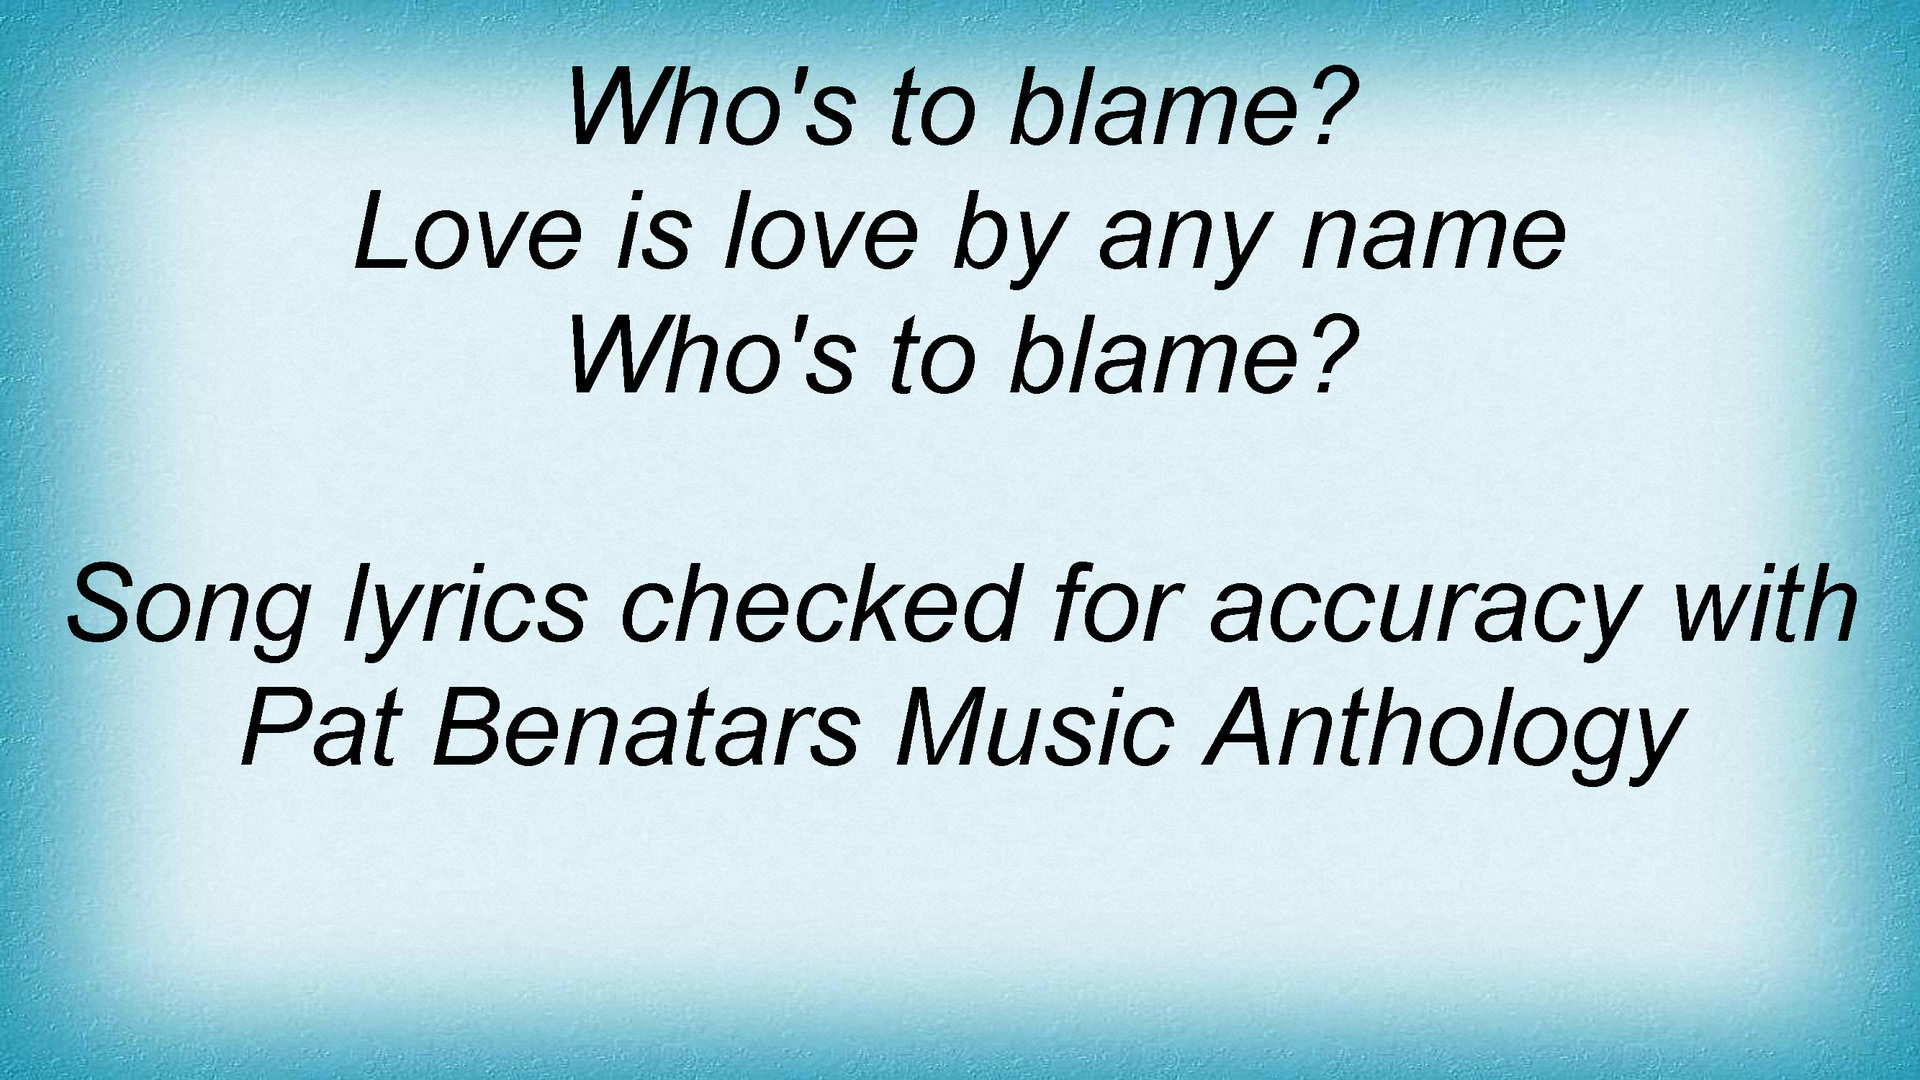 Who's to blame?
Love is love by any name
Who's to blame?
Song lyrics checked for accuracy with
Pat Benatars Music Anthology